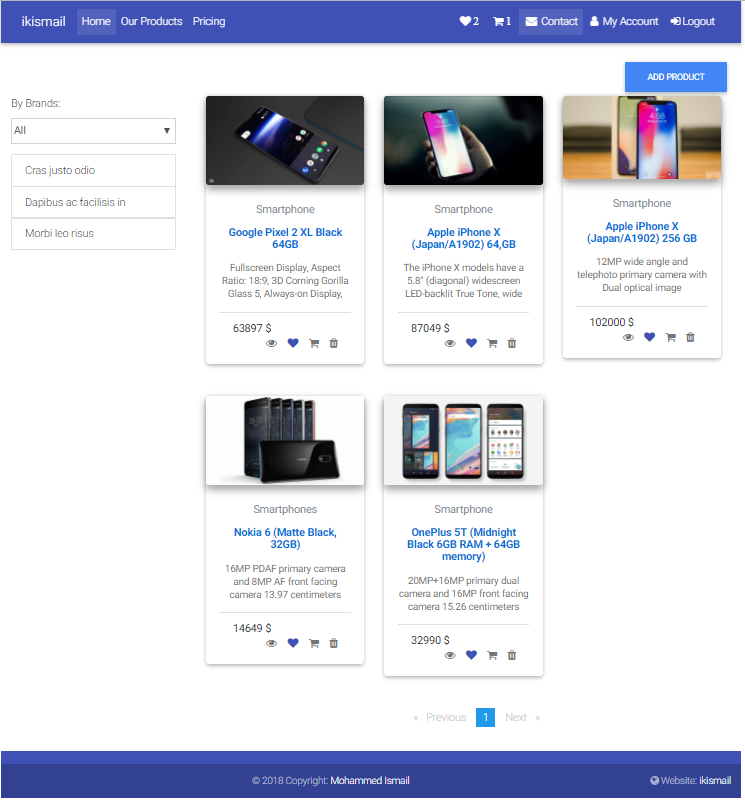 ikismail Home Our Products Pricing 2 1 Contact My Account Logout
ADD PRODUCT
By Brands:
All
Cras justo odio
Dapibus ac facilisis in
Morbi leo risus
Smartphone
Google Pixel 2 XL Black
64GB
Fullscreen Display, Aspect
Ratio: 18:9, 3D Corning Gorilla
Glass 5, Always-on Display,
63897 $
Smartphone
Apple iPhone X
(Japan/A1902) 64,GB
The iPhone X models have a
5.8" (diagonal) widescreen
LED-backlit True Tone, wide
87049 $
Smartphone
Apple iPhone X
(Japan/A1902) 256 GB
12MP wide angle and
telephoto primary camera with
Dual optical image
102000 $
Smartphones
Nokia 6 (Matte Black,
32GB)
16MP PDAF primary camera
and 8MP AF front facing
camera 13.97 centimeters
14649 $
Smartphone
OnePlus 5T (Midnight
Black 6GB RAM + 64GB
memory)
20MP+16MP primary dual
camera and 16MP front facing
camera 15.26 centimeters
32990 $
« Previous 1 Next »
© 2018 Copyright: Mohammed Ismail
Website: ikismail